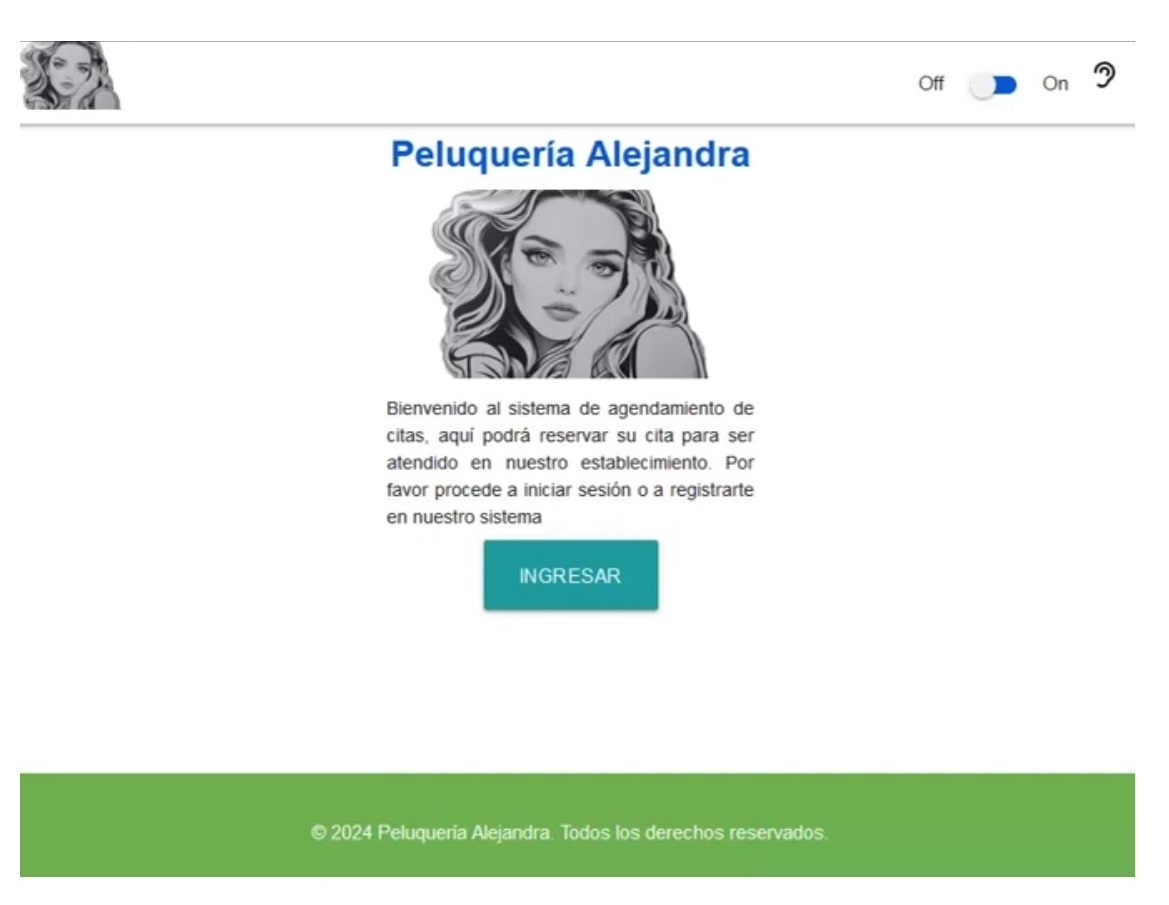 Off On
Peluquería Alejandra
Bienvenido al sistema de agendamiento de
citas, aquí podrá reservar su cita para ser
atendido en nuestro establecimiento. Por
favor procede a iniciar sesión o a registrarte
en nuestro sistema
INGRESAR
© 2024 Peluquería Alejandra. Todos los derechos reservados.